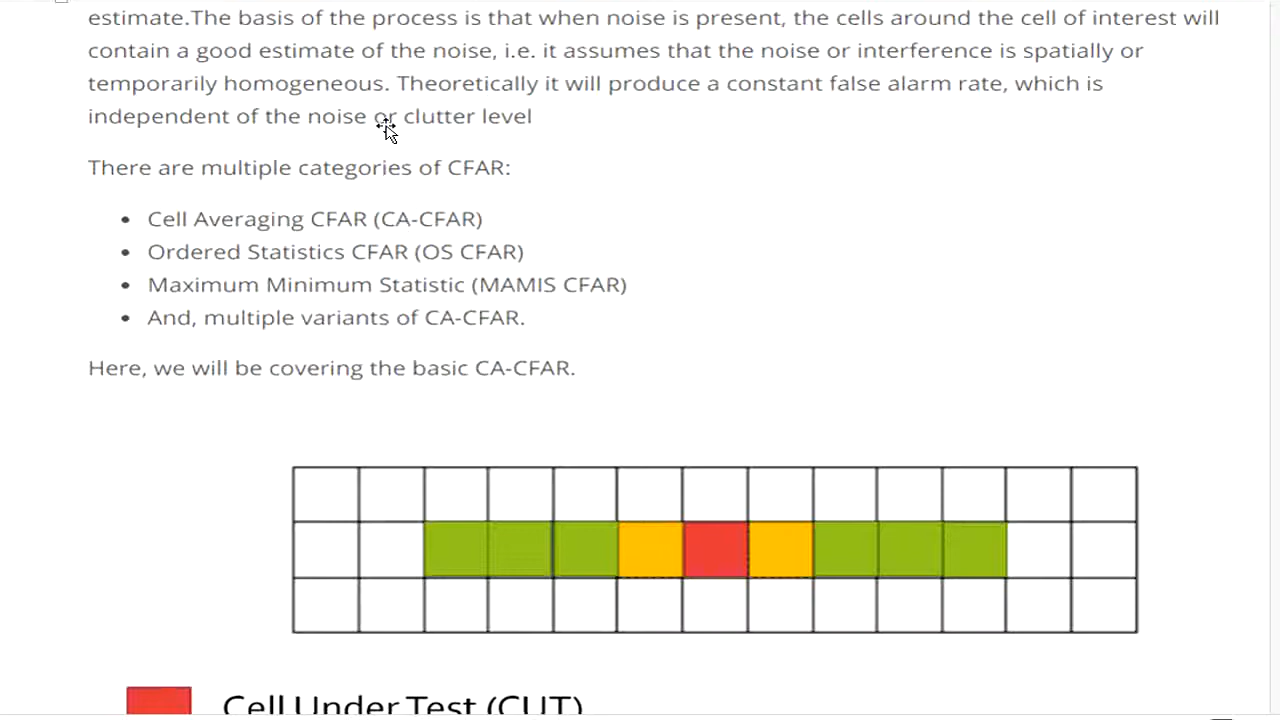 estimate.The basis of the process is that when noise is present, the cells around the cell of interest will
contain a good estimate of the noise, i.e. it assumes that the noise or interference is spatially or
temporarily homogeneous. Theoretically it will produce a constant false alarm rate, which is
independent of the noise or clutter level
There are multiple categories of CFAR:
• Cell Averaging CFAR (CA-CFAR)
• Ordered Statistics CFAR (OS CFAR)
• Maximum Minimum Statistic (MAMIS CFAR)
• And, multiple variants of CA-CFAR.
Here, we will be covering the basic CA-CFAR.
Cell Under Test (CUT)